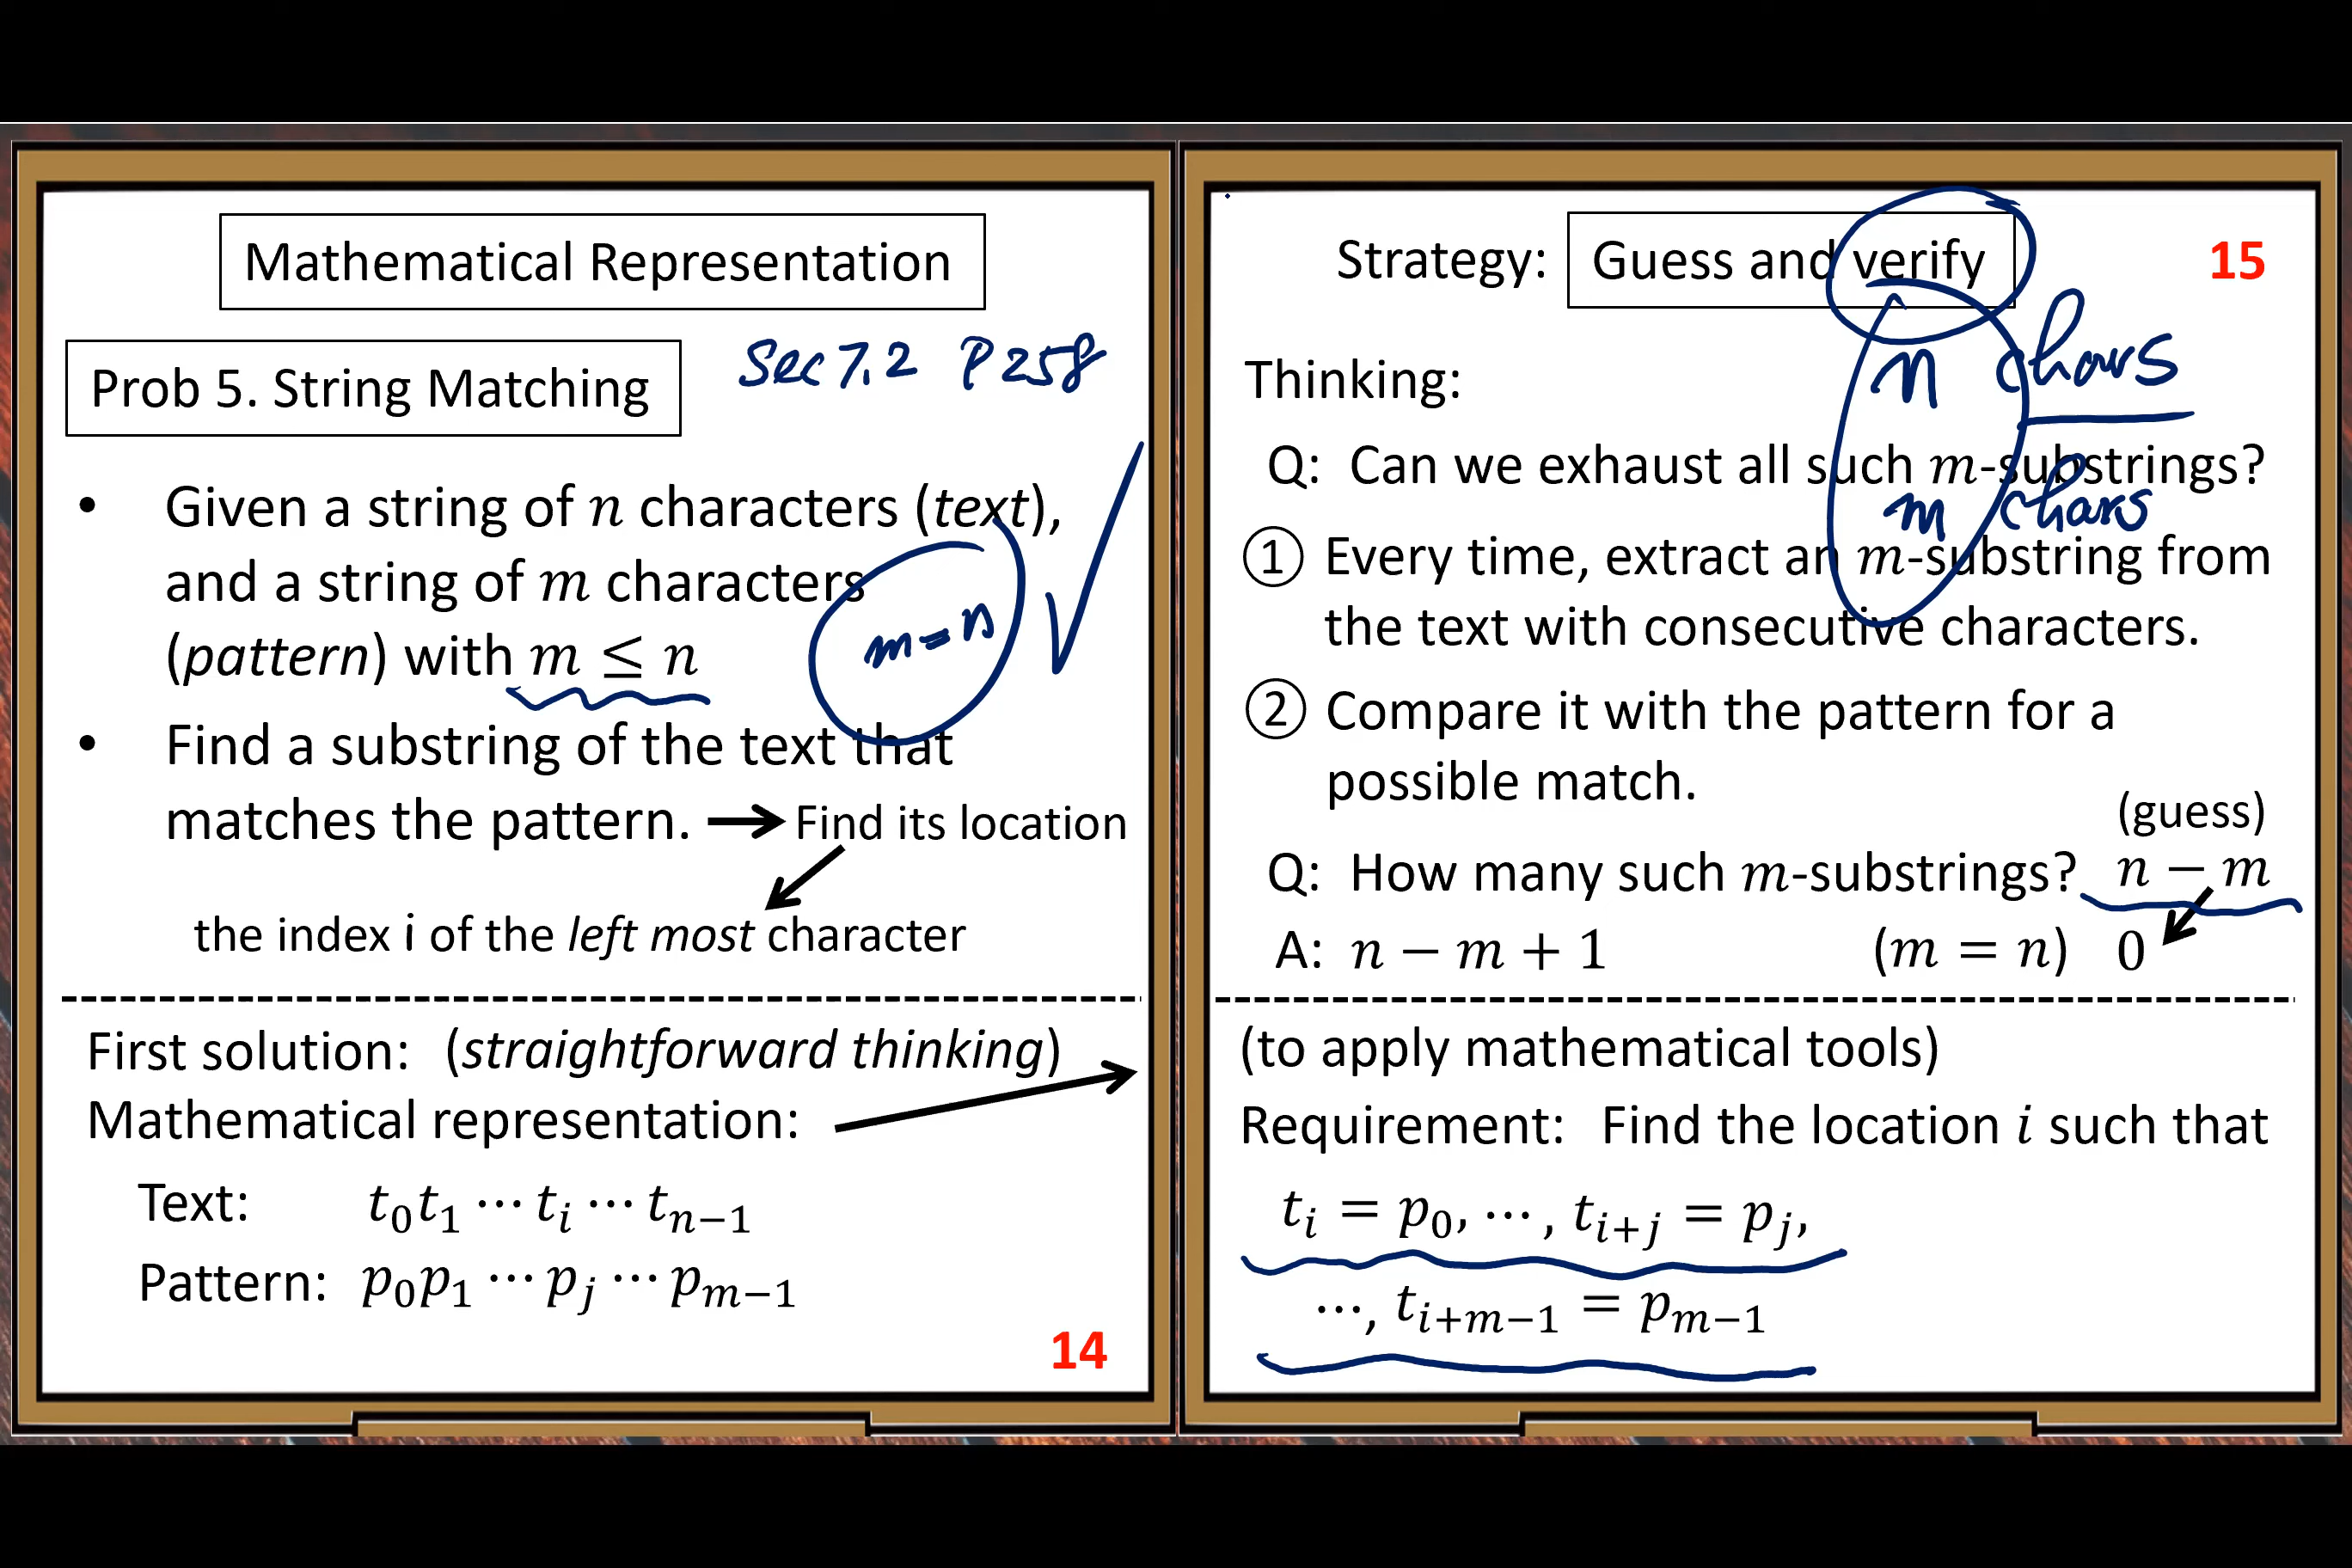 Mathematical Representation
Prob 5. String Matching
Sec 7.2 P258
• Given a string of n characters (text),
and a string of m characters
(pattern) with m ≤ n
m = n
• Find a substring of the text that
matches the pattern. → Find its location
the index i of the left most character
First solution: (straightforward thinking)
Mathematical representation:
Text: t₀t₁ ⋯ tᵢ ⋯ tₙ₋₁
Pattern: p₀p₁ ⋯ pⱼ ⋯ pₘ₋₁
14
Strategy: Guess and verify
15
n chars
Thinking:
Q: Can we exhaust all such m-substrings?
m chars
① Every time, extract an m-substring from
the text with consecutive characters.
② Compare it with the pattern for a
possible match.
(guess)
Q: How many such m-substrings? n − m
A: n − m + 1 (m = n) 0
(to apply mathematical tools)
Requirement: Find the location i such that
tᵢ = p₀, ⋯, tᵢ₊ⱼ = pⱼ,
⋯, tᵢ₊ₘ₋₁ = pₘ₋₁